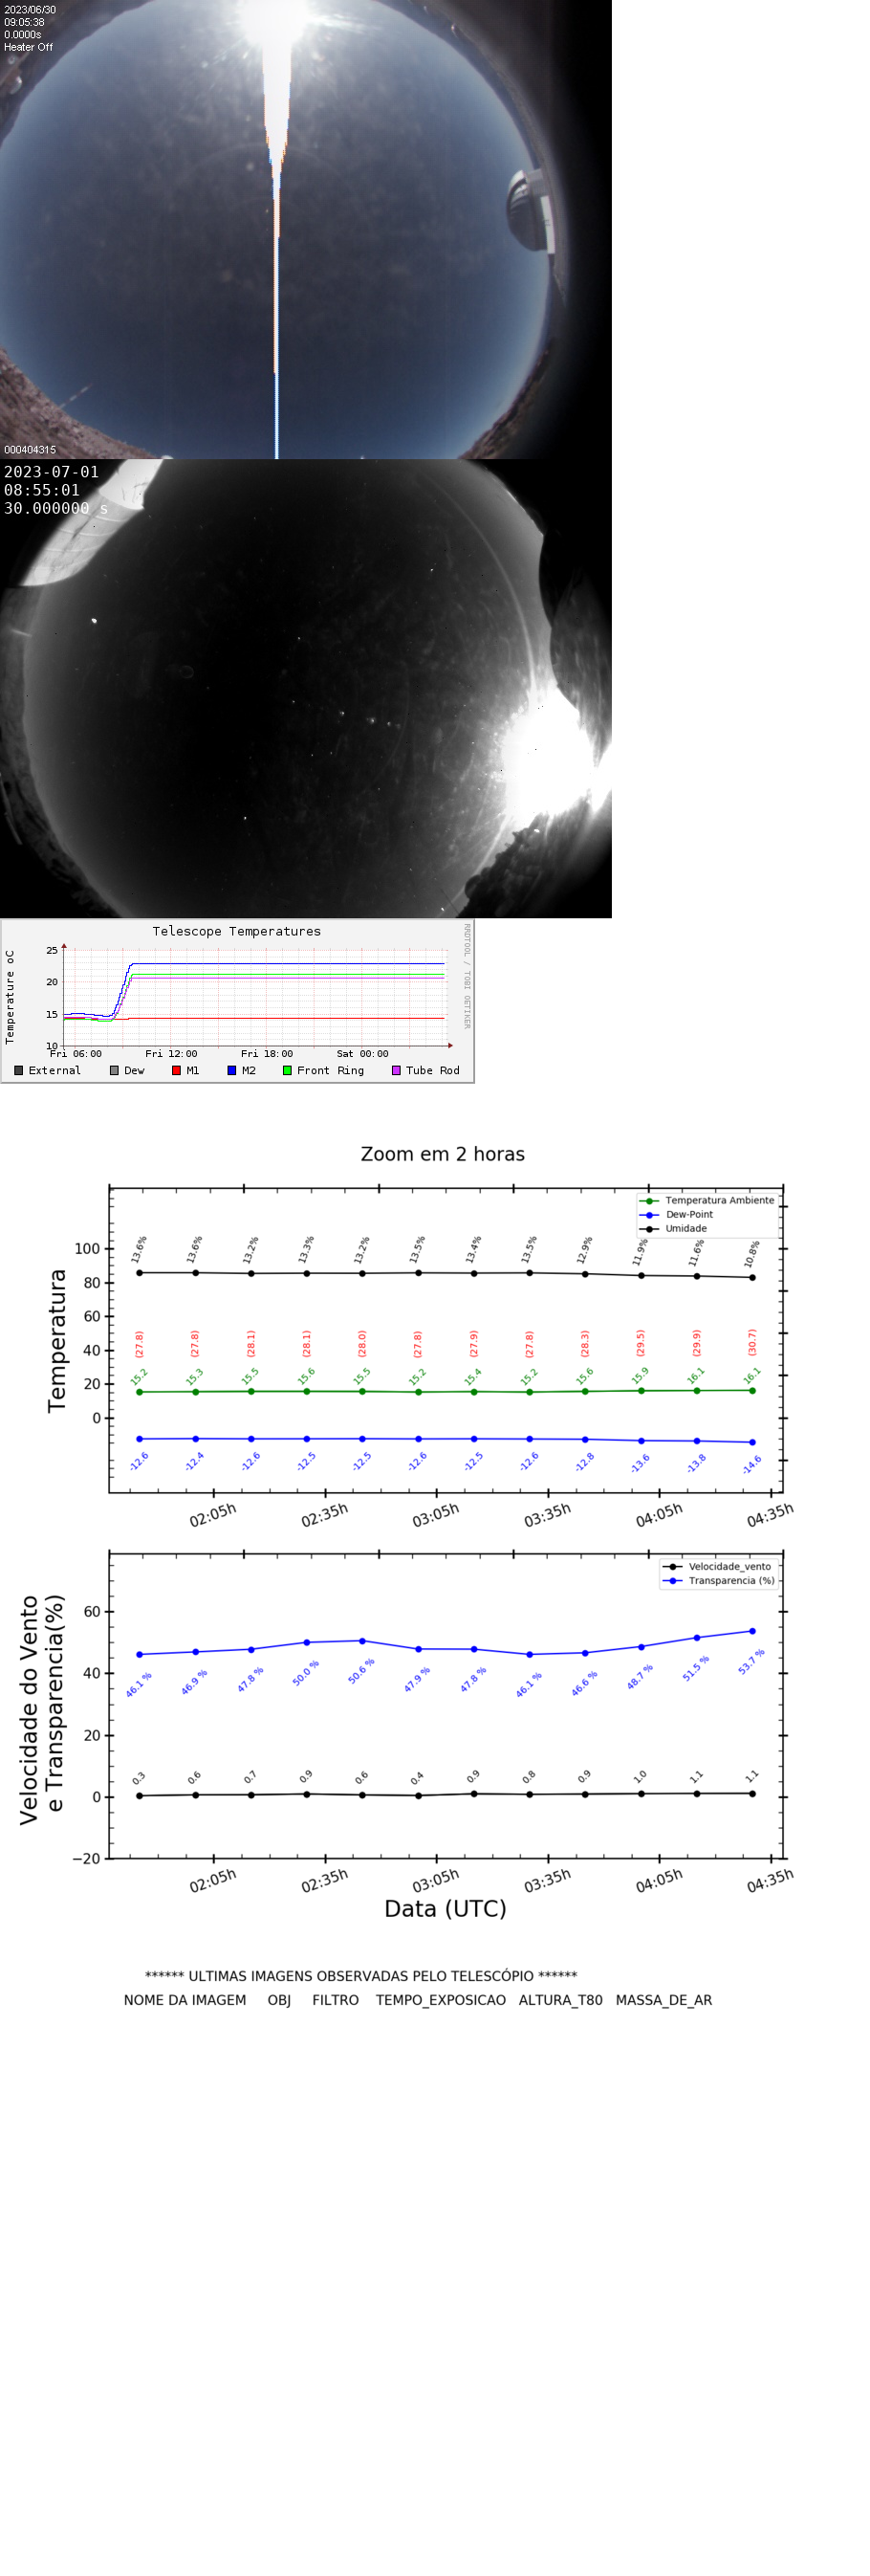 2023/06/30
09:05:38
0.0000s
Heater Off
000404315
2023-07-01
08:55:01
30.000000 s
Telescope Temperatures
Temperature oC
25
20
15
10
Fri 06:00 Fri 12:00 Fri 18:00 Sat 00:00
External Dew M1 M2 Front Ring Tube Rod
RRDTOOL / TOBI OETIKER
Zoom em 2 horas
Temperatura
Temperatura Ambiente
Dew-Point
Umidade
100
80
60
40
20
0
13.6% 13.6% 13.2% 13.3% 13.2% 13.5% 13.4% 13.5% 12.9% 11.9% 11.6% 10.8%
(27.8) (27.8) (28.1) (28.1) (28.0) (27.8) (27.9) (27.8) (28.3) (29.5) (29.9) (30.7)
15.2 15.3 15.5 15.6 15.5 15.2 15.4 15.2 15.6 15.9 16.1 16.1
-12.6 -12.4 -12.6 -12.5 -12.5 -12.6 -12.5 -12.6 -12.8 -13.6 -13.8 -14.6
02:05h 02:35h 03:05h 03:35h 04:05h 04:35h
Velocidade do Vento
e Transparencia(%)
Velocidade_vento
Transparencia (%)
60
40
20
0
−20
46.1 % 46.9 % 47.8 % 50.0 % 50.6 % 47.9 % 47.8 % 46.1 % 46.6 % 48.7 % 51.5 % 53.7 %
0.3 0.6 0.7 0.9 0.6 0.4 0.9 0.8 0.9 1.0 1.1 1.1
02:05h 02:35h 03:05h 03:35h 04:05h 04:35h
Data (UTC)
****** ULTIMAS IMAGENS OBSERVADAS PELO TELESCÓPIO ******
NOME DA IMAGEM OBJ FILTRO TEMPO_EXPOSICAO ALTURA_T80 MASSA_DE_AR